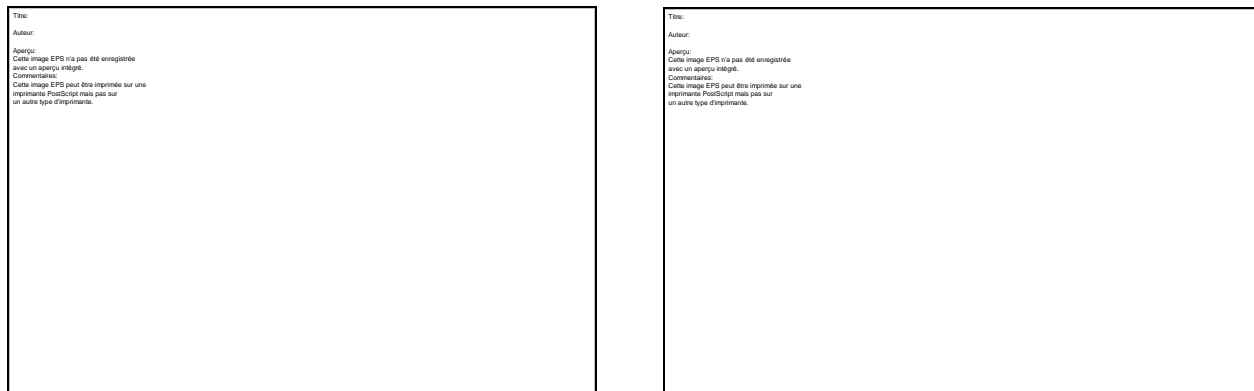 Titre:
Auteur:
Aperçu:
Cette image EPS n'a pas été enregistrée
avec un aperçu intégré.
Commentaires:
Cette image EPS peut être imprimée sur une
imprimante PostScript mais pas sur
un autre type d'imprimante.
Titre:
Auteur:
Aperçu:
Cette image EPS n'a pas été enregistrée
avec un aperçu intégré.
Commentaires:
Cette image EPS peut être imprimée sur une
imprimante PostScript mais pas sur
un autre type d'imprimante.